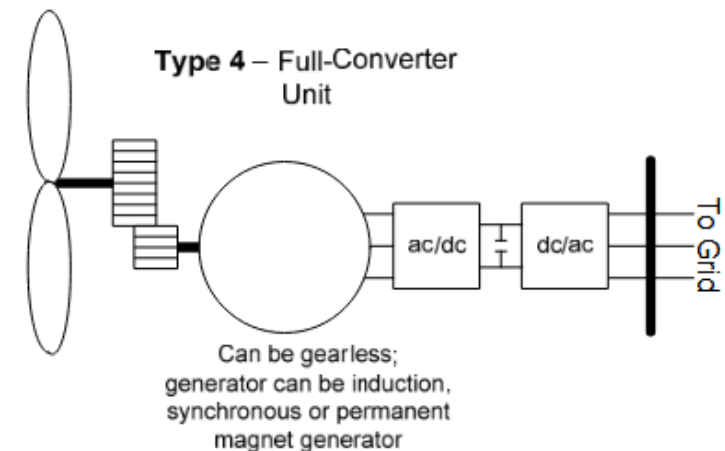 Type 4 – Full-Converter
Unit
ac/dc
dc/ac
To Grid
Can be gearless;
generator can be induction,
synchronous or permanent
magnet generator